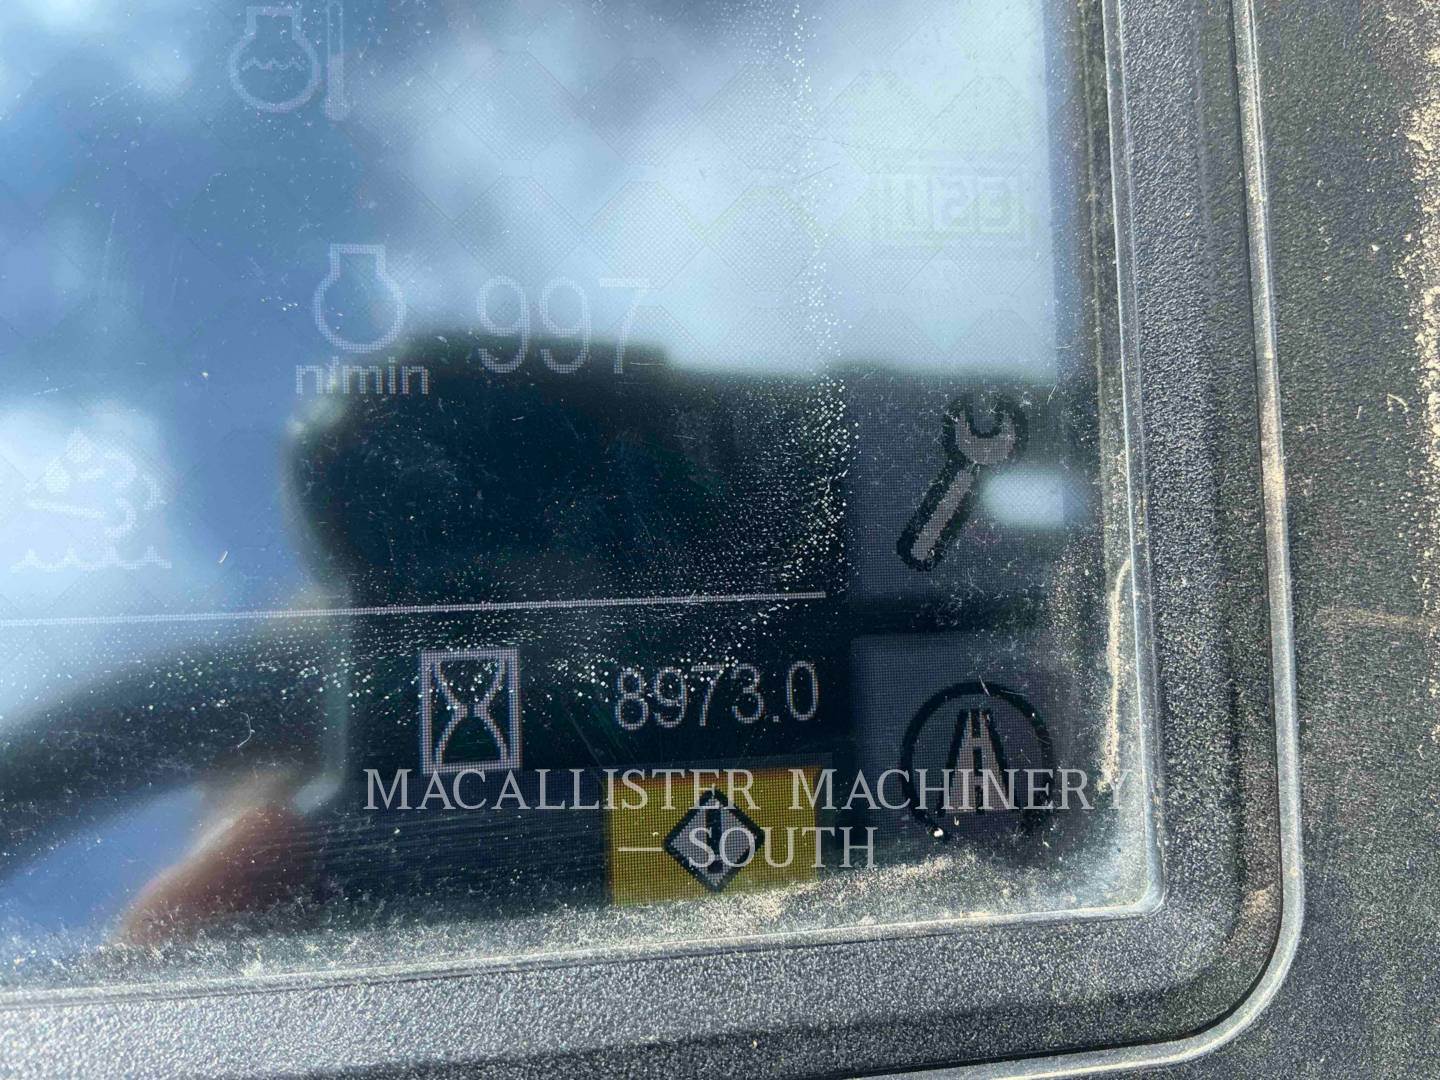 997
n/min
8973.0
MACALLISTER MACHINERY
— SOUTH —